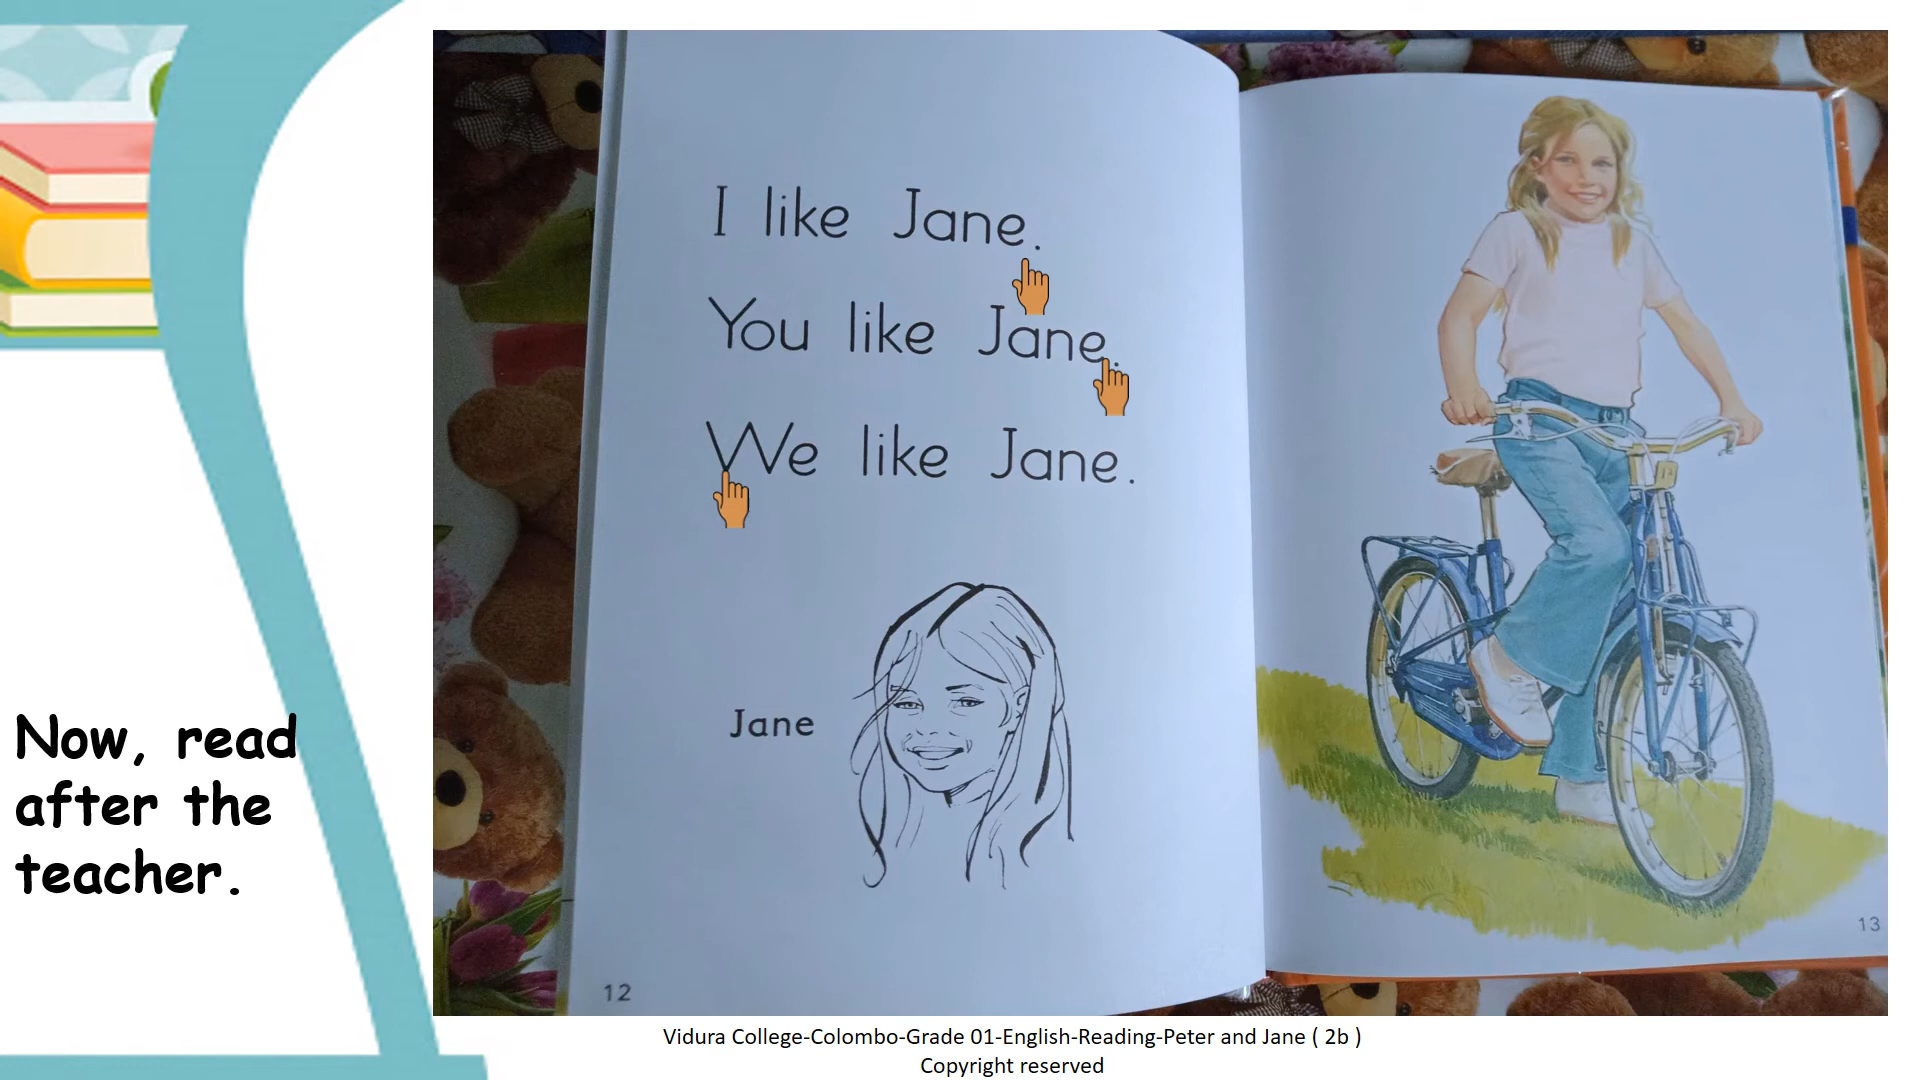 Now, read
after the
teacher.
I like Jane.
You like Jane.
We like Jane.
Jane
12
13
Vidura College-Colombo-Grade 01-English-Reading-Peter and Jane ( 2b )
Copyright reserved